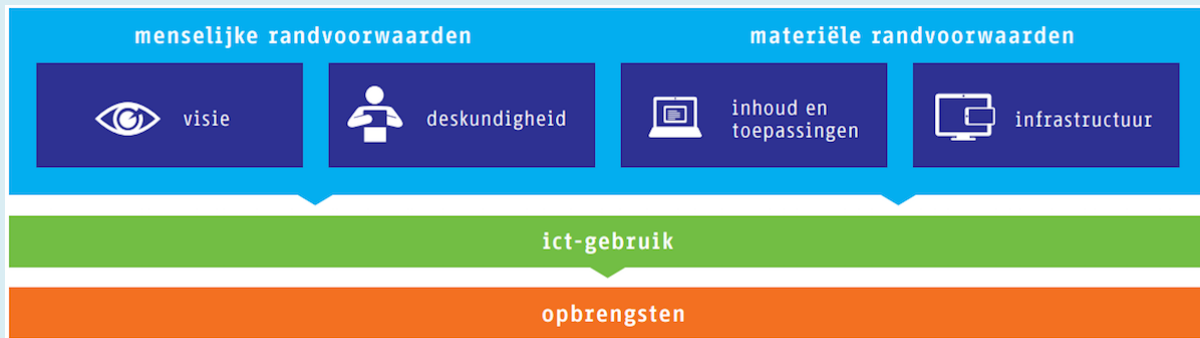 menselijke randvoorwaarden
materiële randvoorwaarden
visie
deskundigheid
inhoud en
toepassingen
infrastructuur
ict-gebruik
opbrengsten